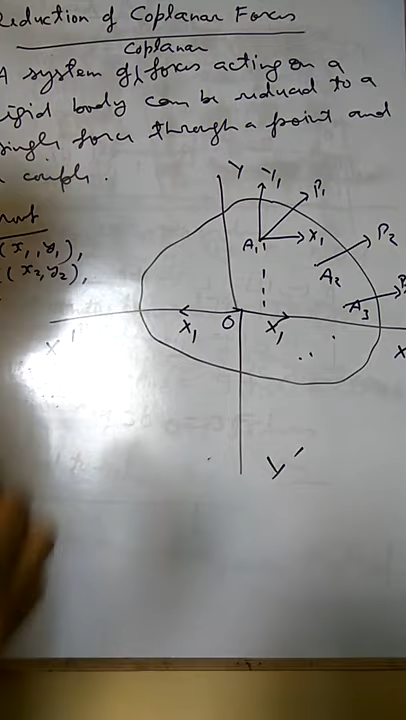 eduction of Coplanar Forces
Coplanar
A system of forces acting on a
igid body can be reduced to a
single force through a point and
couple.
(x₁, y₁),
(x₂, y₂),
Y Y₁ P₁
A₁ X₁ P₂
A₂
A₃ P
X₁ O X₁
X' X
Y'